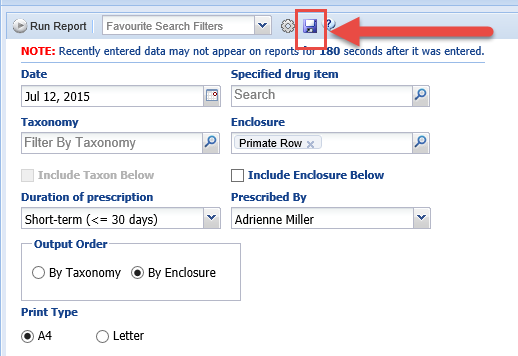 Run Report Favourite Search Filters
NOTE: Recently entered data may not appear on reports for 180 seconds after it was entered.
Date Specified drug item
Jul 12, 2015 Search
Taxonomy Enclosure
Filter By Taxonomy Primate Row x
Include Taxon Below Include Enclosure Below
Duration of prescription Prescribed By
Short-term (<= 30 days) Adrienne Miller
Output Order
By Taxonomy By Enclosure
Print Type
A4 Letter